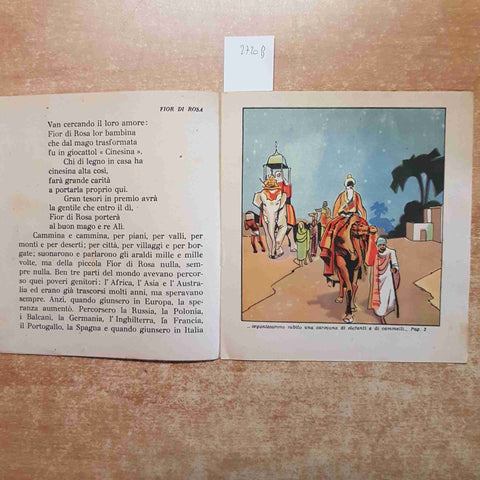 2720 B
FIOR DI ROSA
Van cercando il loro amore:
Fior di Rosa lor bambina
che dal mago trasformata
fu in giocattol « Cinesina ».
Chi di legno in casa ha
cinesina alta così,
farà grande carità
a portarla proprio qui.
Gran tesori in premio avrà
la gentile che entro il dì,
Fior di Rosa porterà
al buon mago e re Alì.
Cammina e cammina, per piani, per valli, per
monti e per deserti; per città, per villaggi e per bor-
gate; suonarono e parlarono gli araldi mille e mille
volte, ma della piccola Fior di Rosa nulla, sem-
pre nulla. Ben tre parti del mondo avevano percor-
so quei poveri genitori: l'Africa, l'Asia e l'Austra-
lia ed erano già trascorsi molti anni, ma speravano
sempre. Anzi, quando giunsero in Europa, la spe-
ranza aumentò. Percorsero la Russia, la Polonia,
i Balcani, la Germania, l'Inghilterra, la Francia,
il Portogallo, la Spagna e quando giunsero in Italia
...organizzarono subito una carovana di elefanti e di cammelli... Pag. 2